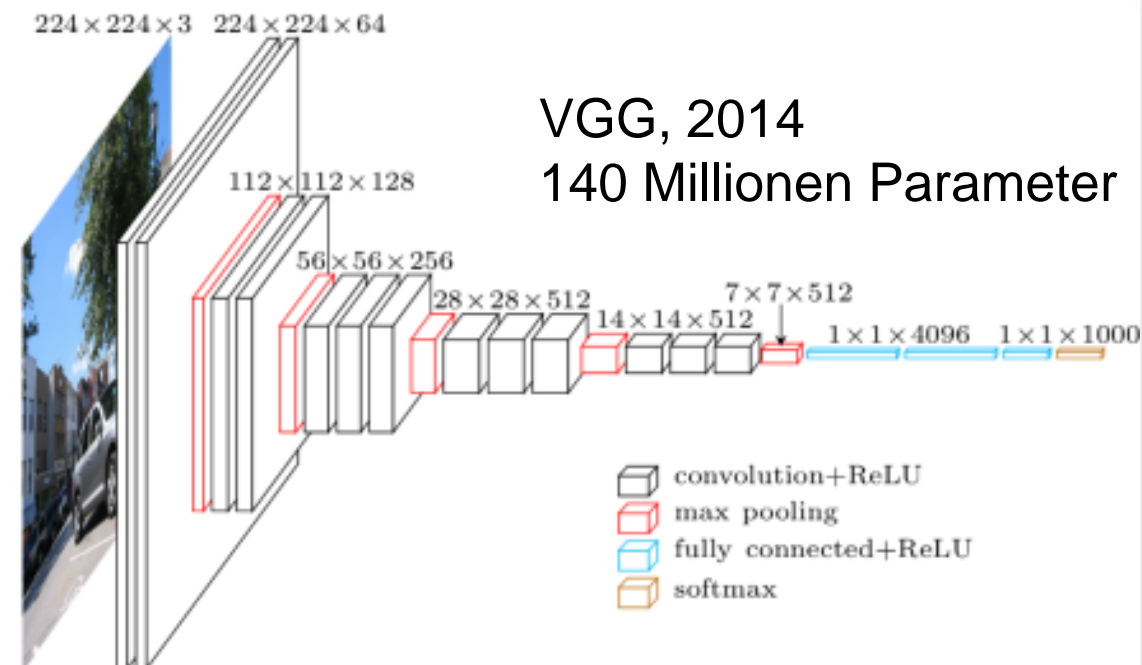 224 × 224 × 3 224 × 224 × 64
VGG, 2014
140 Millionen Parameter
112 × 112 × 128
56 × 56 × 256
28 × 28 × 512
14 × 14 × 512
7 × 7 × 512
1 × 1 × 4096 1 × 1 × 1000
convolution+ReLU
max pooling
fully connected+ReLU
softmax